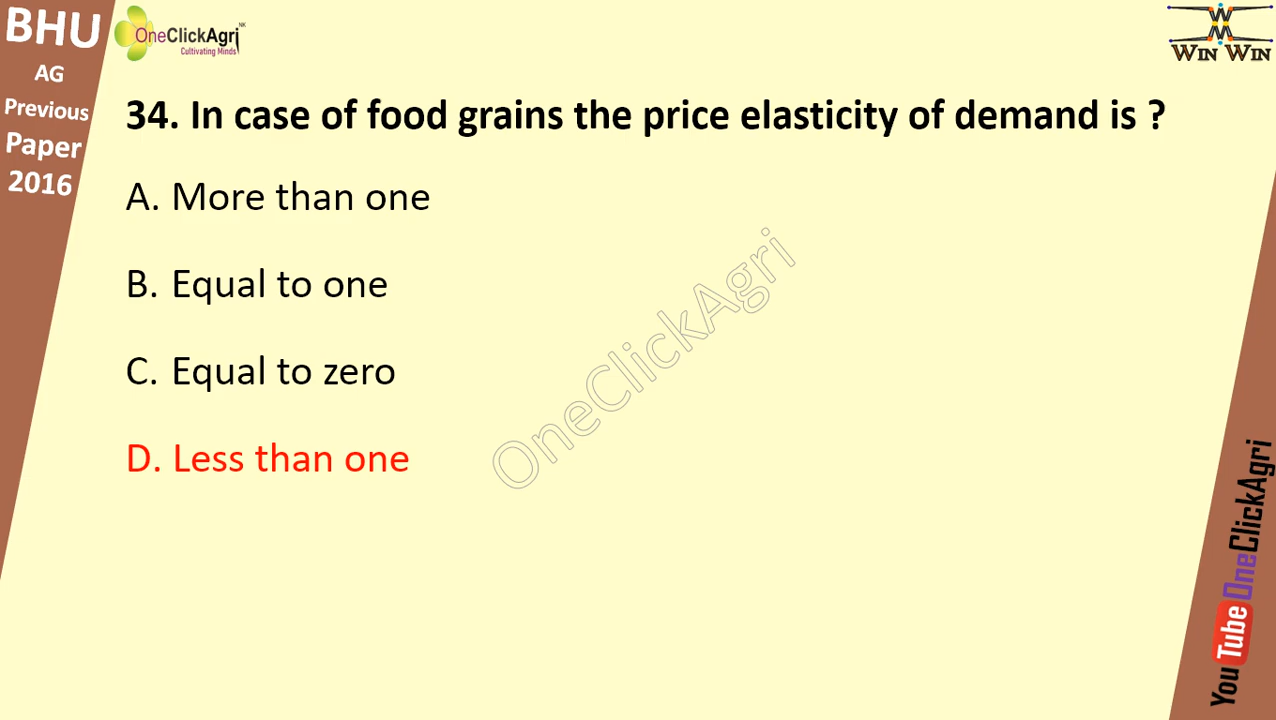 BHU
AG
Previous
Paper
2016
OneClickAgri NK
Cultivating Minds
WIN WIN
34. In case of food grains the price elasticity of demand is ?
A. More than one
B. Equal to one
C. Equal to zero
D. Less than one
OneClickAgri
YouTube OneClickAgri